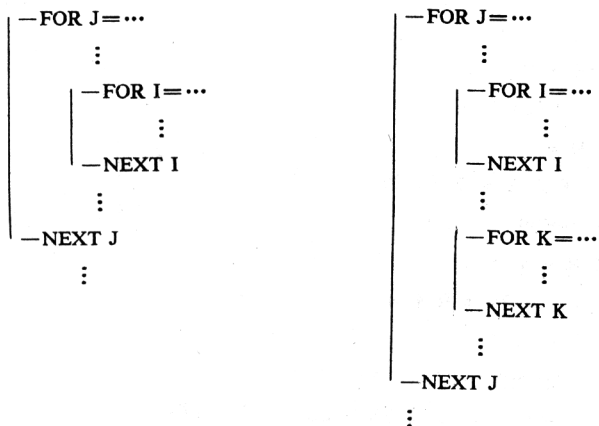 —FOR J=⋯
⋮
—FOR I=⋯
⋮
—NEXT I
⋮
—NEXT J
⋮
—FOR J=⋯
⋮
—FOR I=⋯
⋮
—NEXT I
⋮
—FOR K=⋯
⋮
—NEXT K
⋮
—NEXT J
⋮